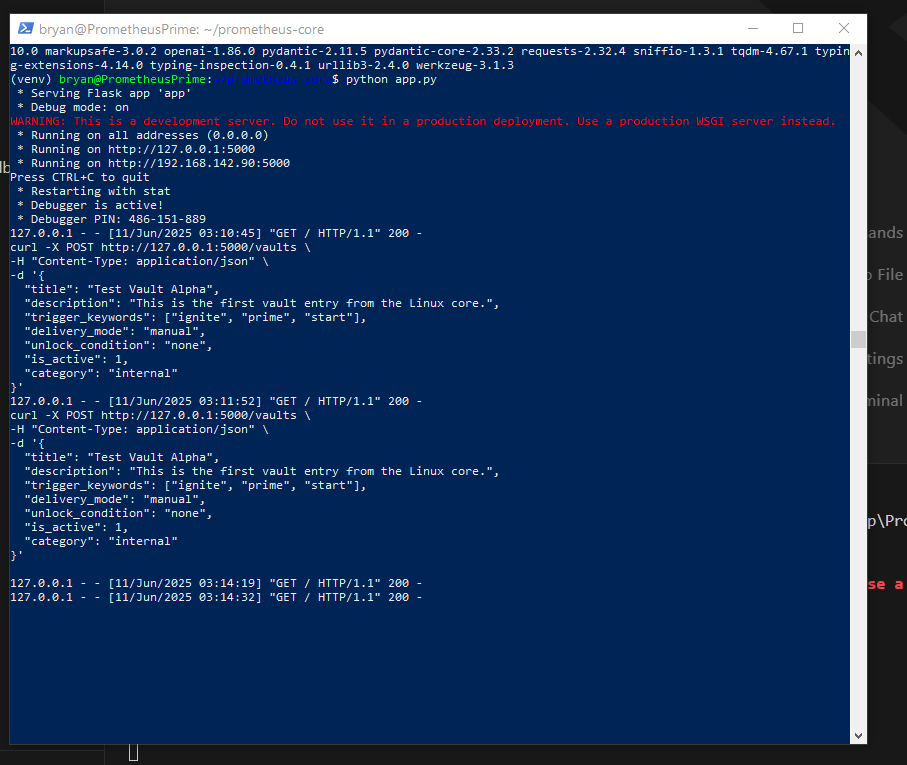 bryan@PrometheusPrime: ~/prometheus-core
10.0 markupsafe-3.0.2 openai-1.86.0 pydantic-2.11.5 pydantic-core-2.33.2 requests-2.32.4 sniffio-1.3.1 tqdm-4.67.1 typin
g-extensions-4.14.0 typing-inspection-0.4.1 urllib3-2.4.0 werkzeug-3.1.3
(venv) bryan@PrometheusPrime:~/prometheus-core$ python app.py
 * Serving Flask app 'app'
 * Debug mode: on
WARNING: This is a development server. Do not use it in a production deployment. Use a production WSGI server instead.
 * Running on all addresses (0.0.0.0)
 * Running on http://127.0.0.1:5000
 * Running on http://192.168.142.90:5000
Press CTRL+C to quit
 * Restarting with stat
 * Debugger is active!
 * Debugger PIN: 486-151-889
127.0.0.1 - - [11/Jun/2025 03:10:45] "GET / HTTP/1.1" 200 -
curl -X POST http://127.0.0.1:5000/vaults \
-H "Content-Type: application/json" \
-d '{
  "title": "Test Vault Alpha",
  "description": "This is the first vault entry from the Linux core.",
  "trigger_keywords": ["ignite", "prime", "start"],
  "delivery_mode": "manual",
  "unlock_condition": "none",
  "is_active": 1,
  "category": "internal"
}'
127.0.0.1 - - [11/Jun/2025 03:11:52] "GET / HTTP/1.1" 200 -
curl -X POST http://127.0.0.1:5000/vaults \
-H "Content-Type: application/json" \
-d '{
  "title": "Test Vault Alpha",
  "description": "This is the first vault entry from the Linux core.",
  "trigger_keywords": ["ignite", "prime", "start"],
  "delivery_mode": "manual",
  "unlock_condition": "none",
  "is_active": 1,
  "category": "internal"
}'
127.0.0.1 - - [11/Jun/2025 03:14:19] "GET / HTTP/1.1" 200 -
127.0.0.1 - - [11/Jun/2025 03:14:32] "GET / HTTP/1.1" 200 -
lb
ands
o File
Chat
tings
minal
p\Pro
se a